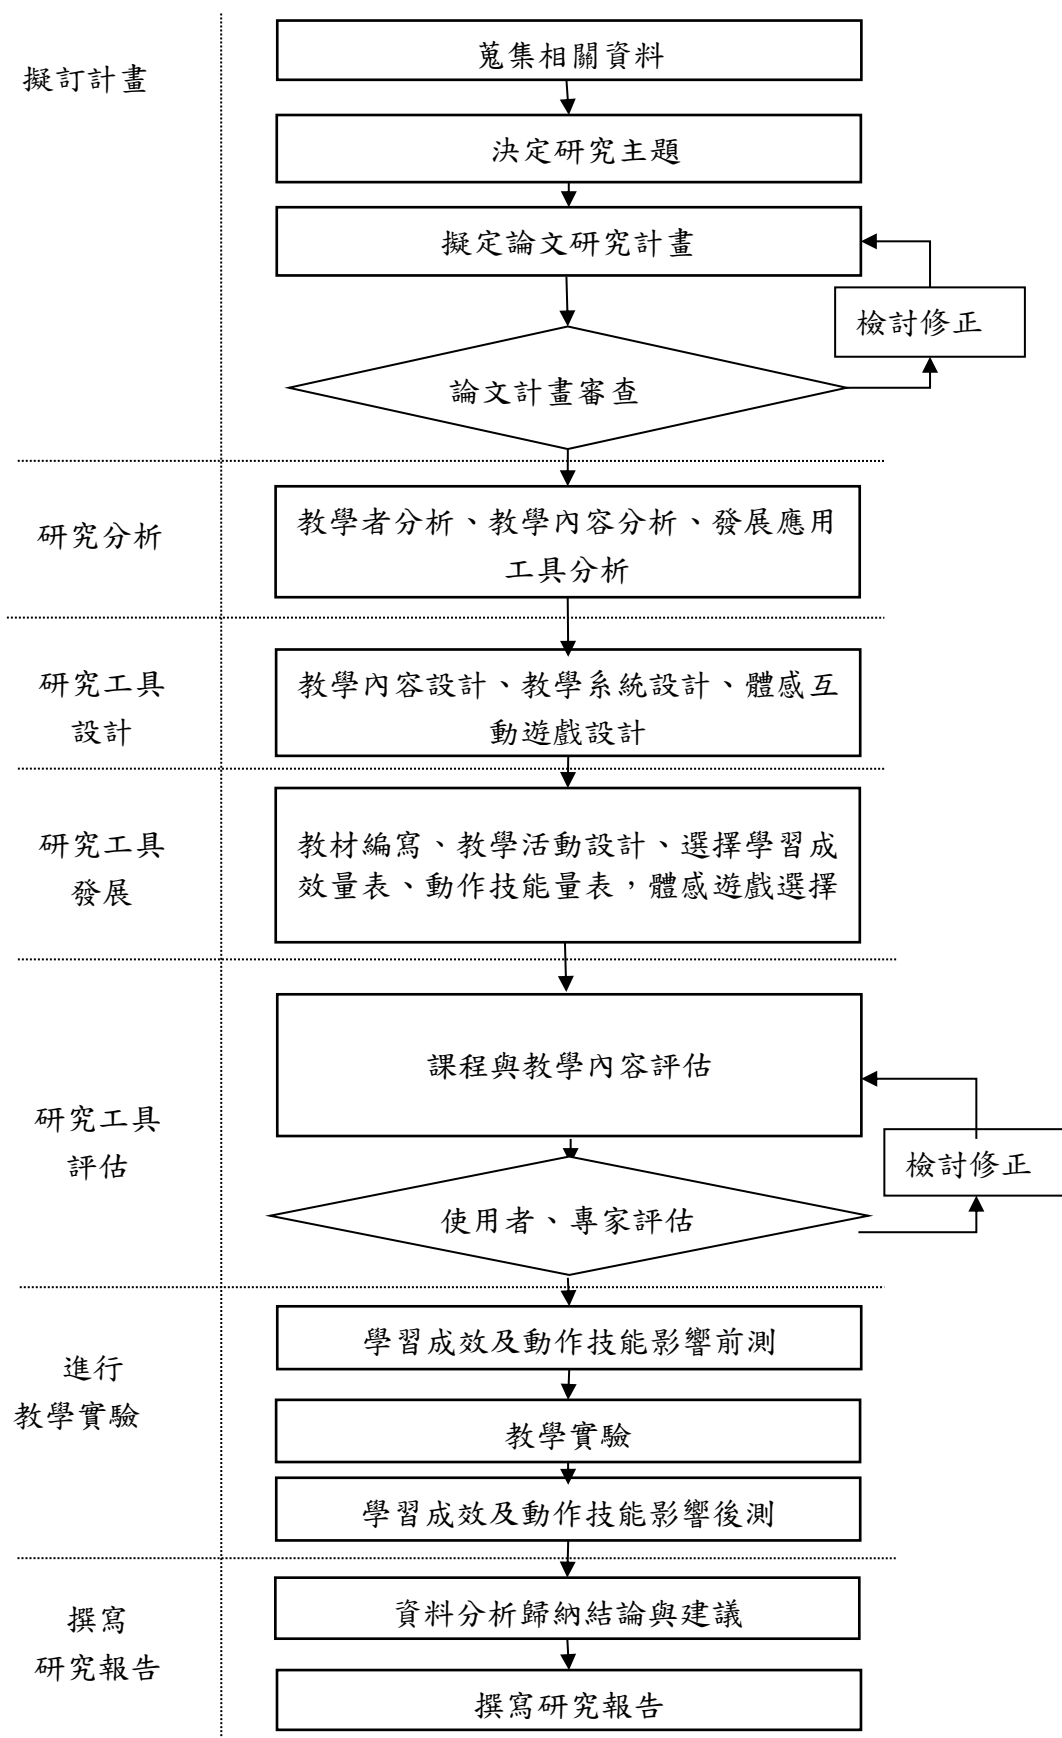 擬訂計畫
蒐集相關資料
決定研究主題
擬定論文研究計畫
檢討修正
論文計畫審查
研究分析
教學者分析、教學內容分析、發展應用
工具分析
研究工具
設計
教學內容設計、教學系統設計、體感互
動遊戲設計
研究工具
發展
教材編寫、教學活動設計、選擇學習成
效量表、動作技能量表，體感遊戲選擇
研究工具
評估
課程與教學內容評估
檢討修正
使用者、專家評估
進行
教學實驗
學習成效及動作技能影響前測
教學實驗
學習成效及動作技能影響後測
撰寫
研究報告
資料分析歸納結論與建議
撰寫研究報告